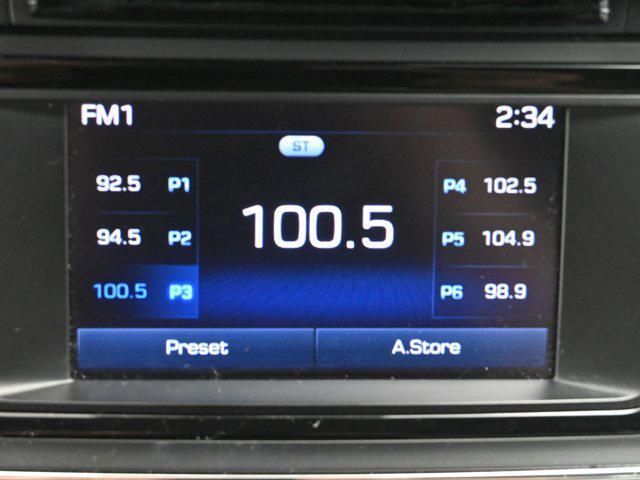 FM1 2:34
ST
92.5 P1
94.5 P2
100.5 P3
100.5
P4 102.5
P5 104.9
P6 98.9
Preset A.Store